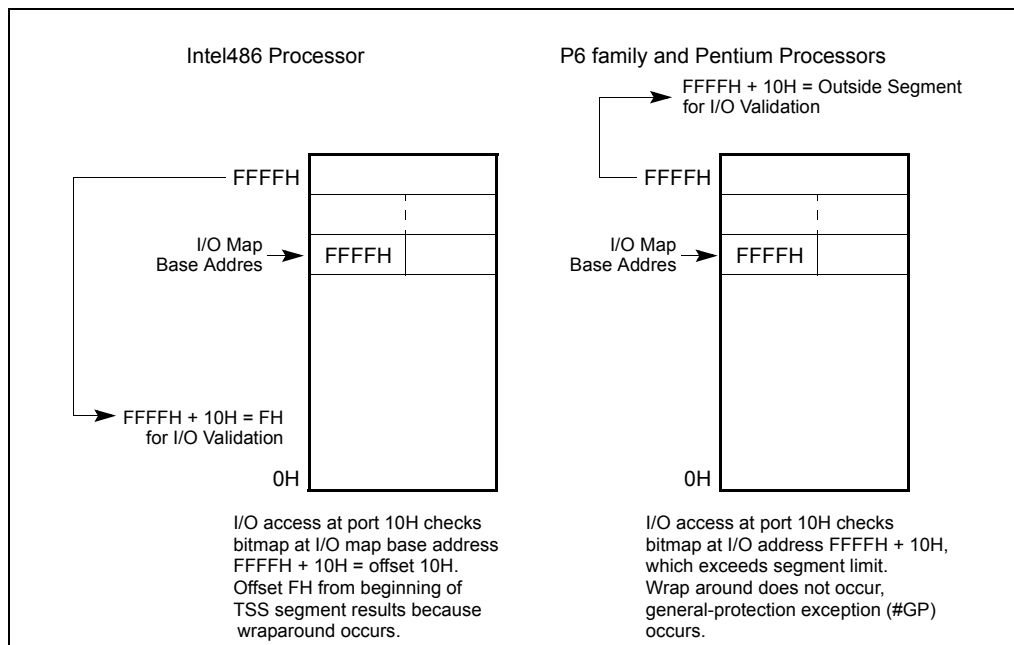 Intel486 Processor
FFFFH
I/O Map
Base Addres
FFFFH
FFFFH + 10H = FH
for I/O Validation
0H
I/O access at port 10H checks
bitmap at I/O map base address
FFFFH + 10H = offset 10H.
Offset FH from beginning of
TSS segment results because
wraparound occurs.
P6 family and Pentium Processors
FFFFH + 10H = Outside Segment
for I/O Validation
FFFFH
I/O Map
Base Addres
FFFFH
0H
I/O access at port 10H checks
bitmap at I/O address FFFFH + 10H,
which exceeds segment limit.
Wrap around does not occur,
general-protection exception (#GP)
occurs.